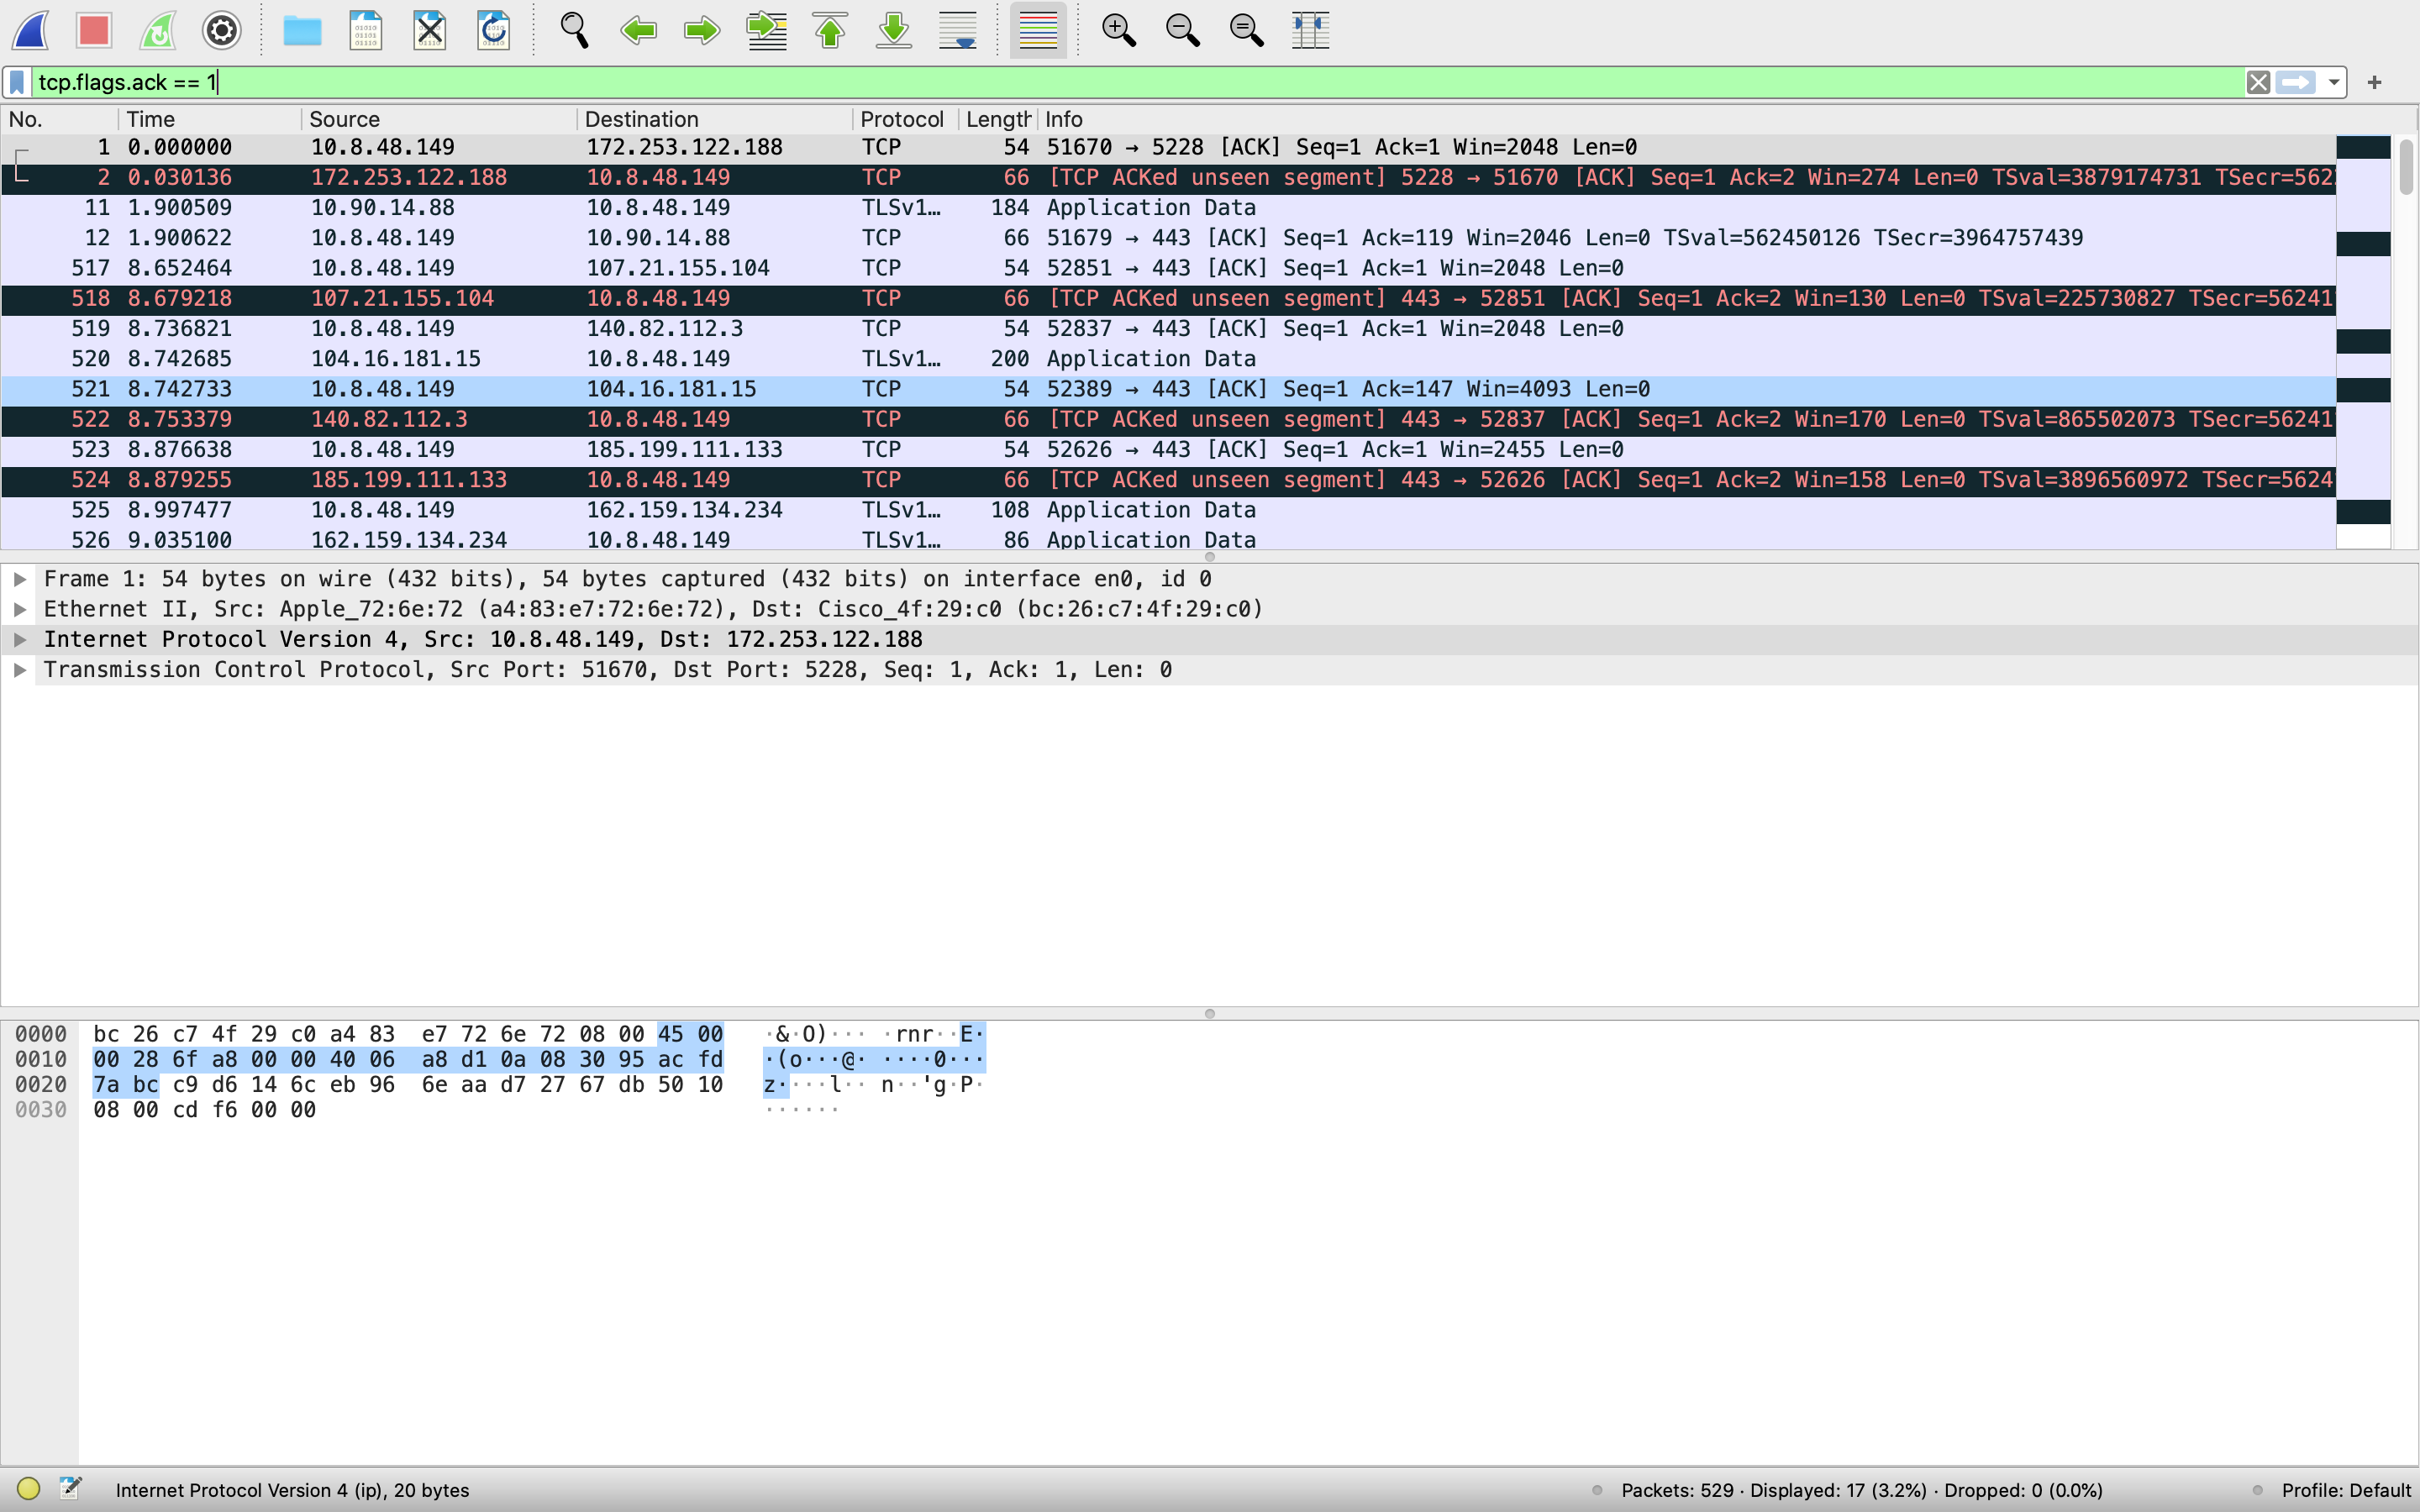 tcp.flags.ack == 1
No. Time Source Destination Protocol Length Info
1 0.000000 10.8.48.149 172.253.122.188 TCP 54 51670 → 5228 [ACK] Seq=1 Ack=1 Win=2048 Len=0
2 0.030136 172.253.122.188 10.8.48.149 TCP 66 [TCP ACKed unseen segment] 5228 → 51670 [ACK] Seq=1 Ack=2 Win=274 Len=0 TSval=3879174731 TSecr=562
11 1.900509 10.90.14.88 10.8.48.149 TLSv1… 184 Application Data
12 1.900622 10.8.48.149 10.90.14.88 TCP 66 51679 → 443 [ACK] Seq=1 Ack=119 Win=2046 Len=0 TSval=562450126 TSecr=3964757439
517 8.652464 10.8.48.149 107.21.155.104 TCP 54 52851 → 443 [ACK] Seq=1 Ack=1 Win=2048 Len=0
518 8.679218 107.21.155.104 10.8.48.149 TCP 66 [TCP ACKed unseen segment] 443 → 52851 [ACK] Seq=1 Ack=2 Win=130 Len=0 TSval=225730827 TSecr=56241
519 8.736821 10.8.48.149 140.82.112.3 TCP 54 52837 → 443 [ACK] Seq=1 Ack=1 Win=2048 Len=0
520 8.742685 104.16.181.15 10.8.48.149 TLSv1… 200 Application Data
521 8.742733 10.8.48.149 104.16.181.15 TCP 54 52389 → 443 [ACK] Seq=1 Ack=147 Win=4093 Len=0
522 8.753379 140.82.112.3 10.8.48.149 TCP 66 [TCP ACKed unseen segment] 443 → 52837 [ACK] Seq=1 Ack=2 Win=170 Len=0 TSval=865502073 TSecr=56241
523 8.876638 10.8.48.149 185.199.111.133 TCP 54 52626 → 443 [ACK] Seq=1 Ack=1 Win=2455 Len=0
524 8.879255 185.199.111.133 10.8.48.149 TCP 66 [TCP ACKed unseen segment] 443 → 52626 [ACK] Seq=1 Ack=2 Win=158 Len=0 TSval=3896560972 TSecr=5624
525 8.997477 10.8.48.149 162.159.134.234 TLSv1… 108 Application Data
526 9.035100 162.159.134.234 10.8.48.149 TLSv1… 86 Application Data
Frame 1: 54 bytes on wire (432 bits), 54 bytes captured (432 bits) on interface en0, id 0
Ethernet II, Src: Apple_72:6e:72 (a4:83:e7:72:6e:72), Dst: Cisco_4f:29:c0 (bc:26:c7:4f:29:c0)
Internet Protocol Version 4, Src: 10.8.48.149, Dst: 172.253.122.188
Transmission Control Protocol, Src Port: 51670, Dst Port: 5228, Seq: 1, Ack: 1, Len: 0
0000 bc 26 c7 4f 29 c0 a4 83 e7 72 6e 72 08 00 45 00 ·&·O)··· ·rnr··E·
0010 00 28 6f a8 00 00 40 06 a8 d1 0a 08 30 95 ac fd ·(o···@· ····0···
0020 7a bc c9 d6 14 6c eb 96 6e aa d7 27 67 db 50 10 z····l·· n··'g·P·
0030 08 00 cd f6 00 00 ······
Internet Protocol Version 4 (ip), 20 bytes Packets: 529 · Displayed: 17 (3.2%) · Dropped: 0 (0.0%) Profile: Default